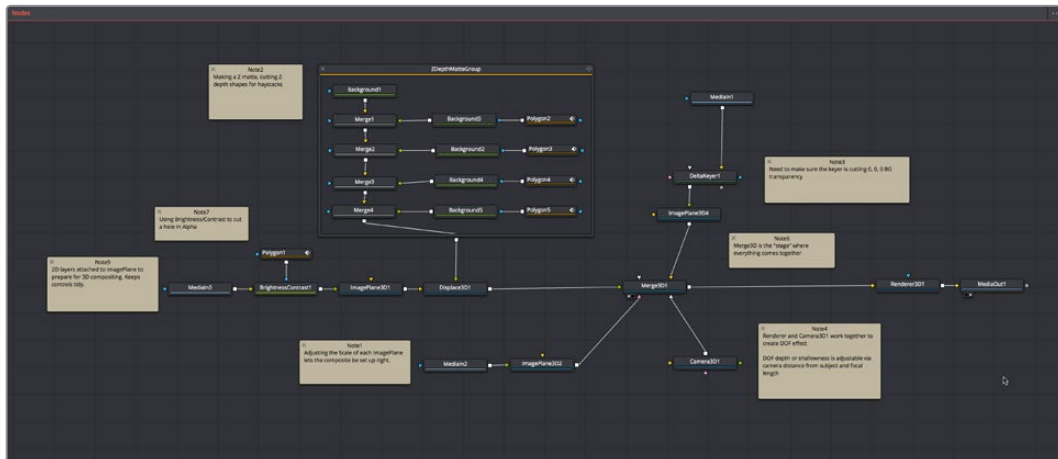 Nodes
Note2
Making a Z matte, cutting Z-
depth shapes for haystacks
ZDepthMatteGroup
Background1
Merge1
Background3
Polygon2
Merge2
Background2
Polygon3
Merge3
Background4
Polygon4
Merge4
Background5
Polygon5
MediaIn1
DeltaKeyer1
Note3
Need to make sure the keyer is cutting 0, 0, 0 BG
transparency
ImagePlane3D4
Note7
Using Brightness/Contrast to cut
a hole in Alpha
Note6
Merge3D is the "stage" where
everything comes together
Polygon1
Note5
2D layers attached to ImagePlane to
prepare for 3D compositing. Keeps
controls tidy.
MediaIn3
BrightnessContrast1
ImagePlane3D1
Displace3D1
Merge3D1
Renderer3D1
MediaOut1
Note1
Adjusting the Scale of each ImagePlane
lets the composite be set up right.
MediaIn2
ImagePlane3D2
Camera3D1
Note4
Renderer and Camera3D1 work together to
create DOF effect
DOF depth or shallowness is adjustable via
camera distance from subject and focal
length